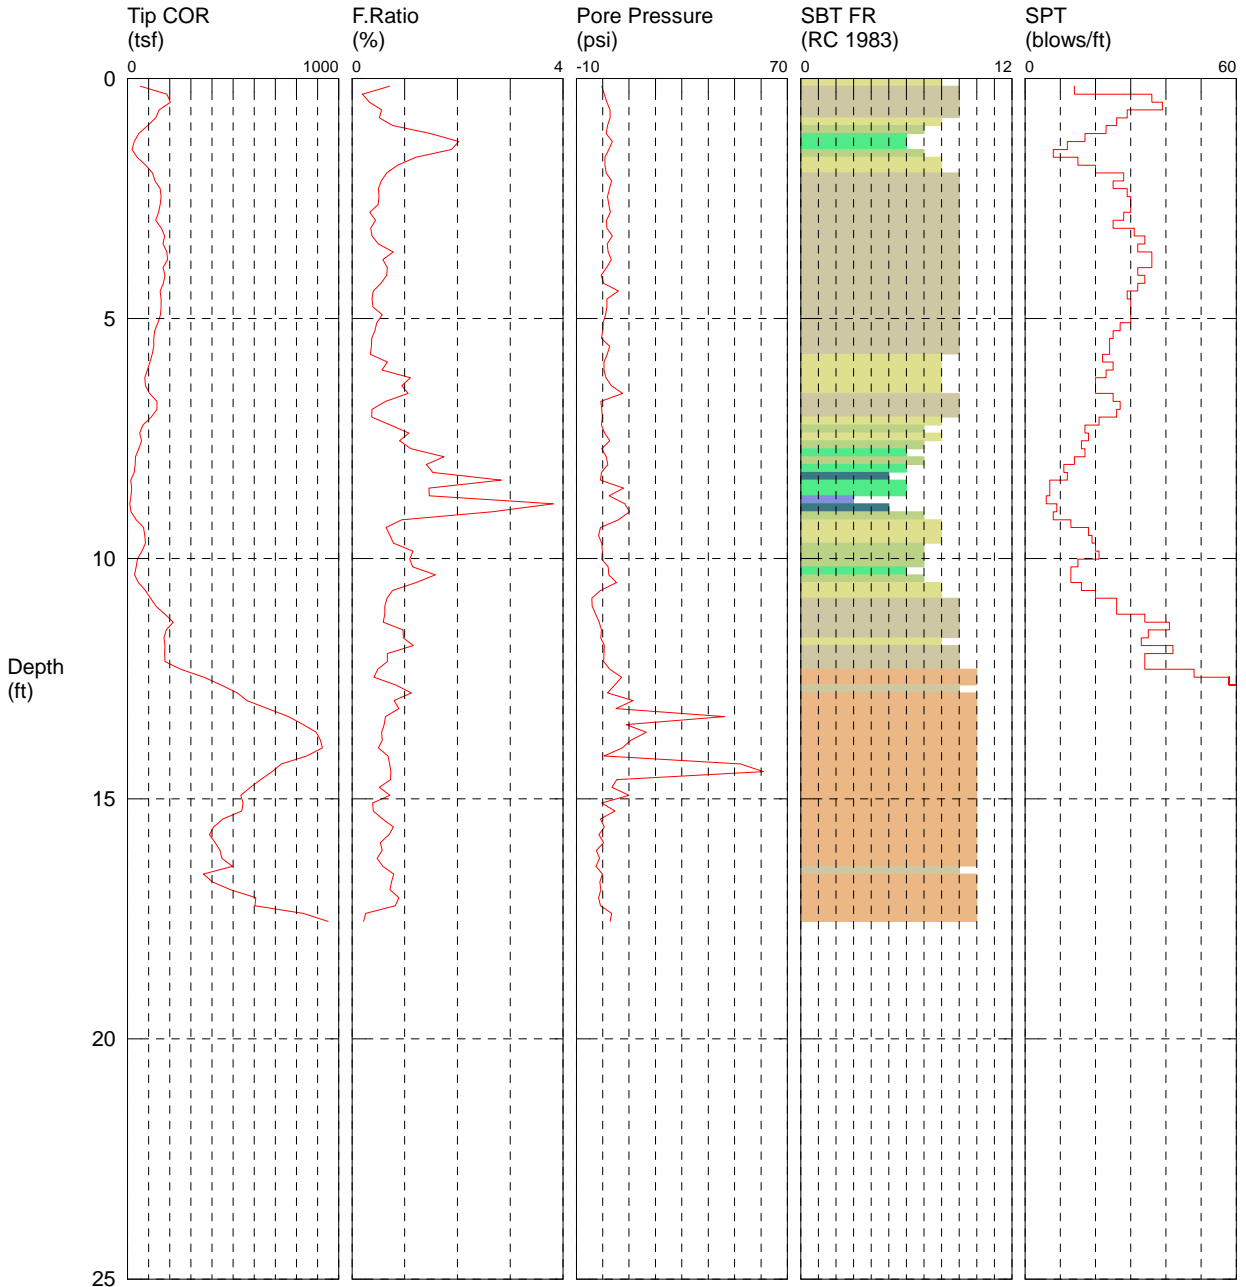 Tip COR
(tsf)
F.Ratio
(%)
Pore Pressure
(psi)
SBT FR
(RC 1983)
SPT
(blows/ft)
0 1000
0 4
-10 70
0 12
0 60
0
5
10
Depth
(ft)
15
20
25